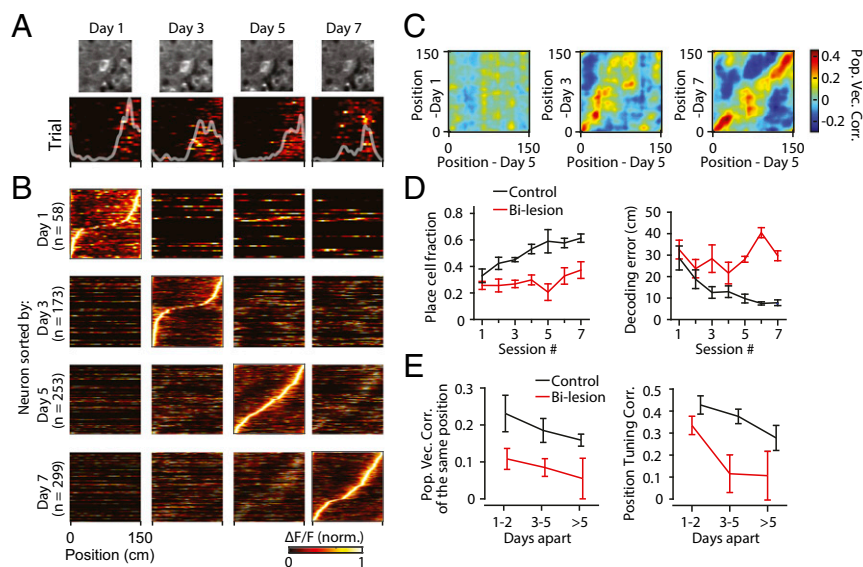 A
Day 1
Day 3
Day 5
Day 7
Trial
B
Neuron sorted by:
Day 1
(n = 58)
Day 3
(n = 173)
Day 5
(n = 253)
Day 7
(n = 299)
0
150
Position (cm)
ΔF/F (norm.)
0
1
C
150
Position
-Day 1
0
0
150
Position - Day 5
150
Position
-Day 3
0
0
150
Position - Day 5
150
Position
-Day 7
0
0
150
Position - Day 5
0.4
0.2
0
-0.2
Pop. Vec. Corr.
D
Control
Bi-lesion
Place cell fraction
0.8
0.6
0.4
0.2
0
1
3
5
7
Session #
Decoding error (cm)
50
40
30
20
10
0
1
3
5
7
Session #
E
Control
Bi-lesion
Pop. Vec. Corr.
of the same position
0.3
0.2
0.1
0
1-2
3-5
>5
Days apart
Position Tuning Corr.
0.5
0.4
0.3
0.2
0.1
0
1-2
3-5
>5
Days apart